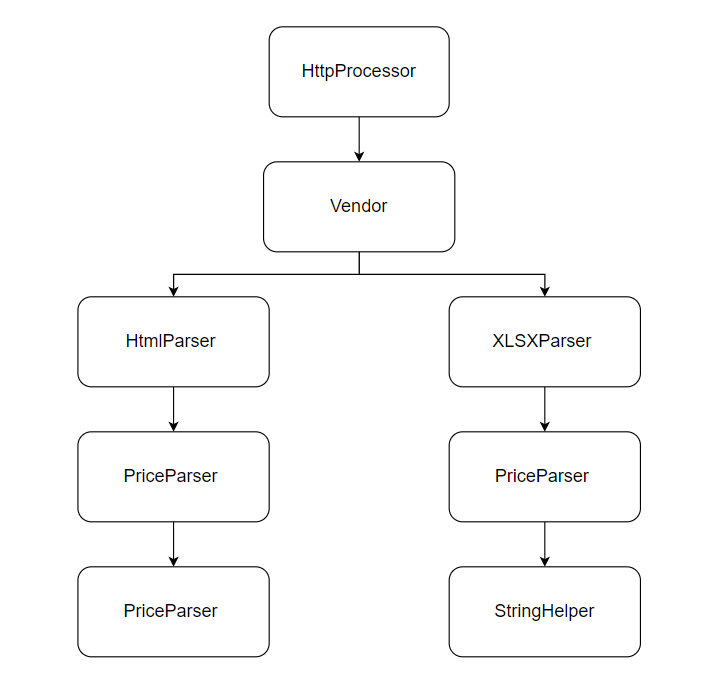 HttpProcessor
Vendor
HtmlParser
XLSXParser
PriceParser
PriceParser
PriceParser
StringHelper